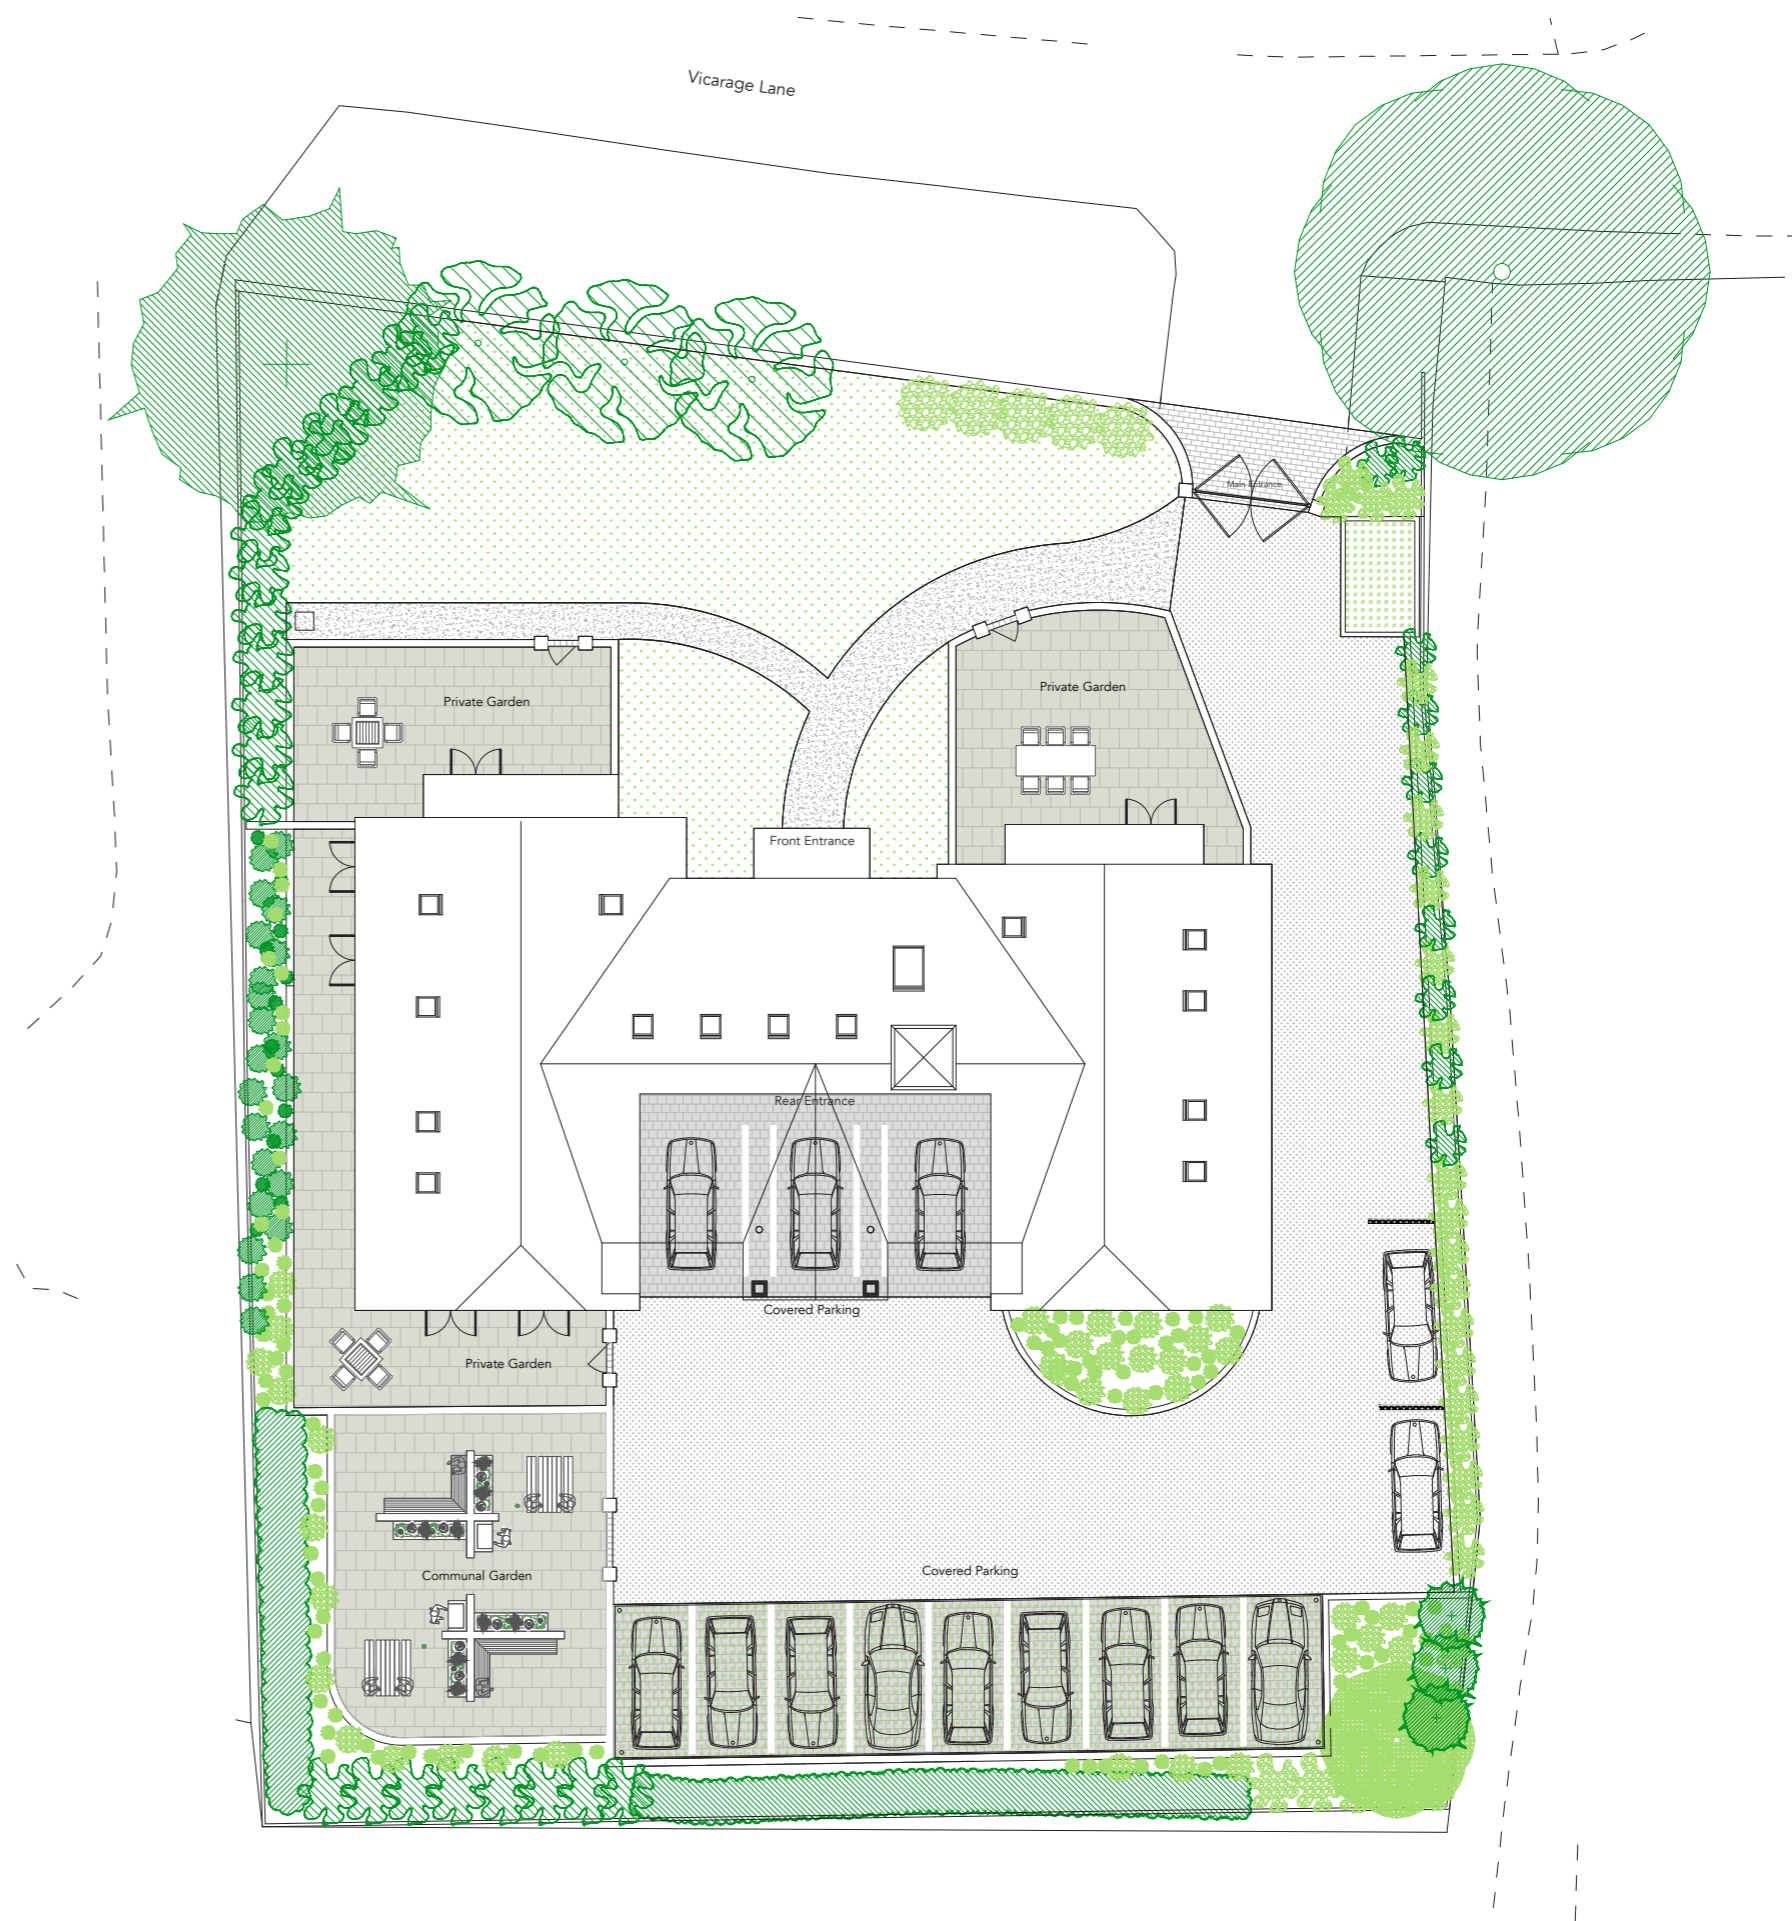 Vicarage Lane
Main Entrance
Private Garden
Private Garden
Front Entrance
Rear Entrance
Covered Parking
Private Garden
Covered Parking
Communal Garden